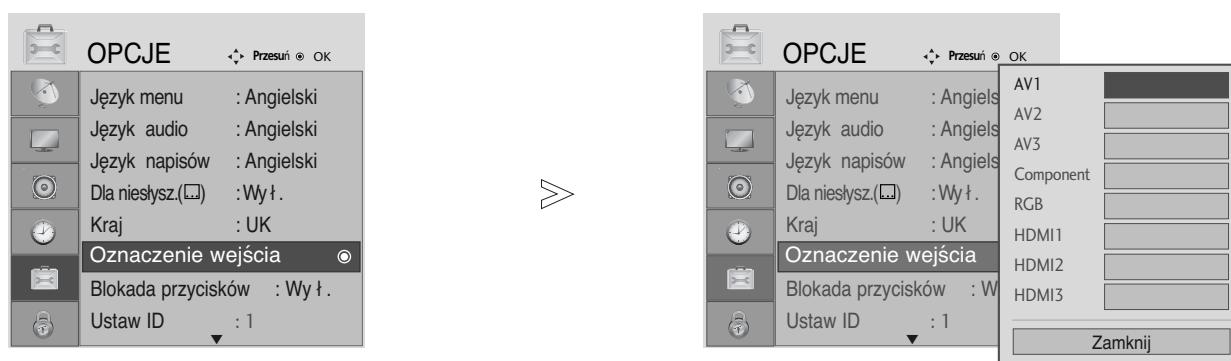 OPCJE Przesuń OK
Język menu : Angielski
Język audio : Angielski
Język napisów : Angielski
Dla niesłysz.( ) : Wył.
Kraj : UK
Oznaczenie wejścia
Blokada przycisków : Wył.
Ustaw ID : 1
>
OPCJE Przesuń OK
Język menu : Angiels
Język audio : Angiels
Język napisów : Angiels
Dla niesłysz.( ) : Wył.
Kraj : UK
Oznaczenie wejścia
Blokada przycisków : W
Ustaw ID : 1
AV1
AV2
AV3
Component
RGB
HDMI1
HDMI2
HDMI3
Zamknij